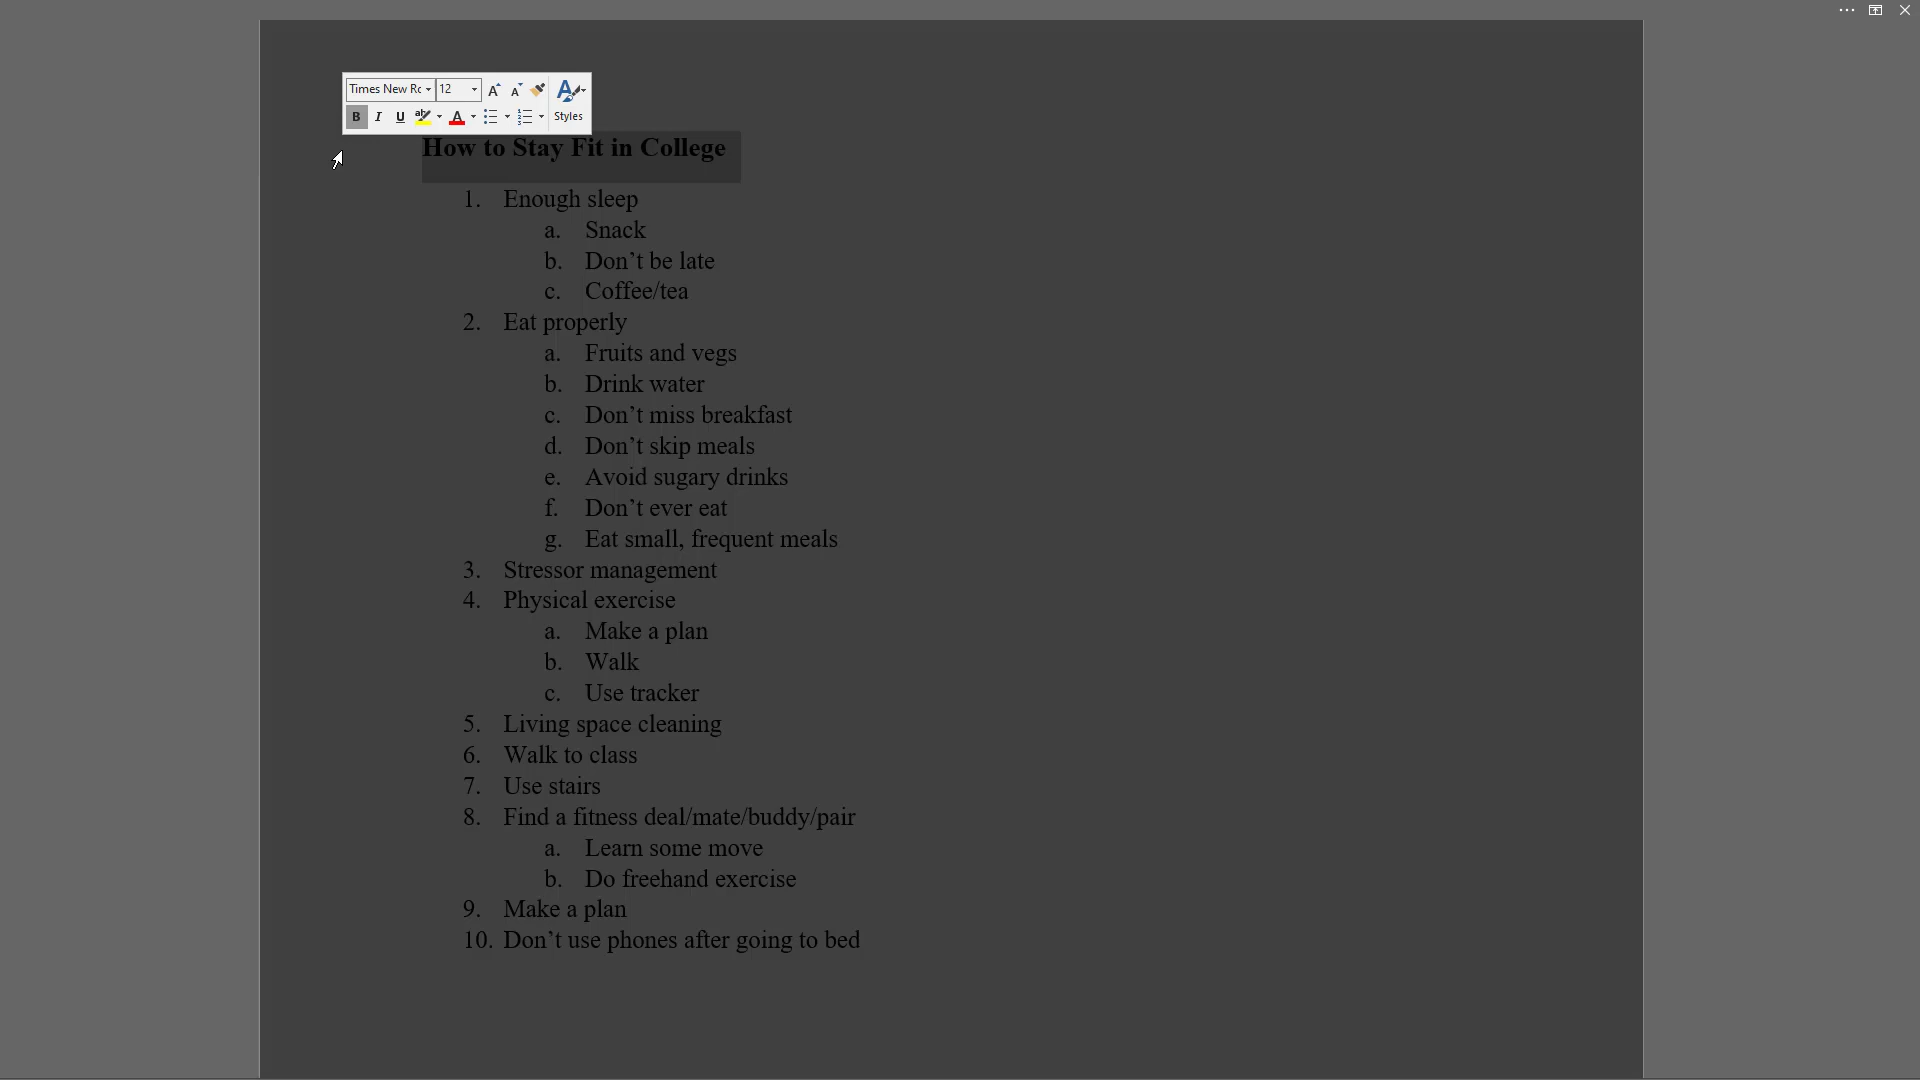 Times New Ro 12
B I U Styles
How to Stay Fit in College
1. Enough sleep
a. Snack
b. Don’t be late
c. Coffee/tea
2. Eat properly
a. Fruits and vegs
b. Drink water
c. Don’t miss breakfast
d. Don’t skip meals
e. Avoid sugary drinks
f. Don’t ever eat
g. Eat small, frequent meals
3. Stressor management
4. Physical exercise
a. Make a plan
b. Walk
c. Use tracker
5. Living space cleaning
6. Walk to class
7. Use stairs
8. Find a fitness deal/mate/buddy/pair
a. Learn some move
b. Do freehand exercise
9. Make a plan
10. Don’t use phones after going to bed